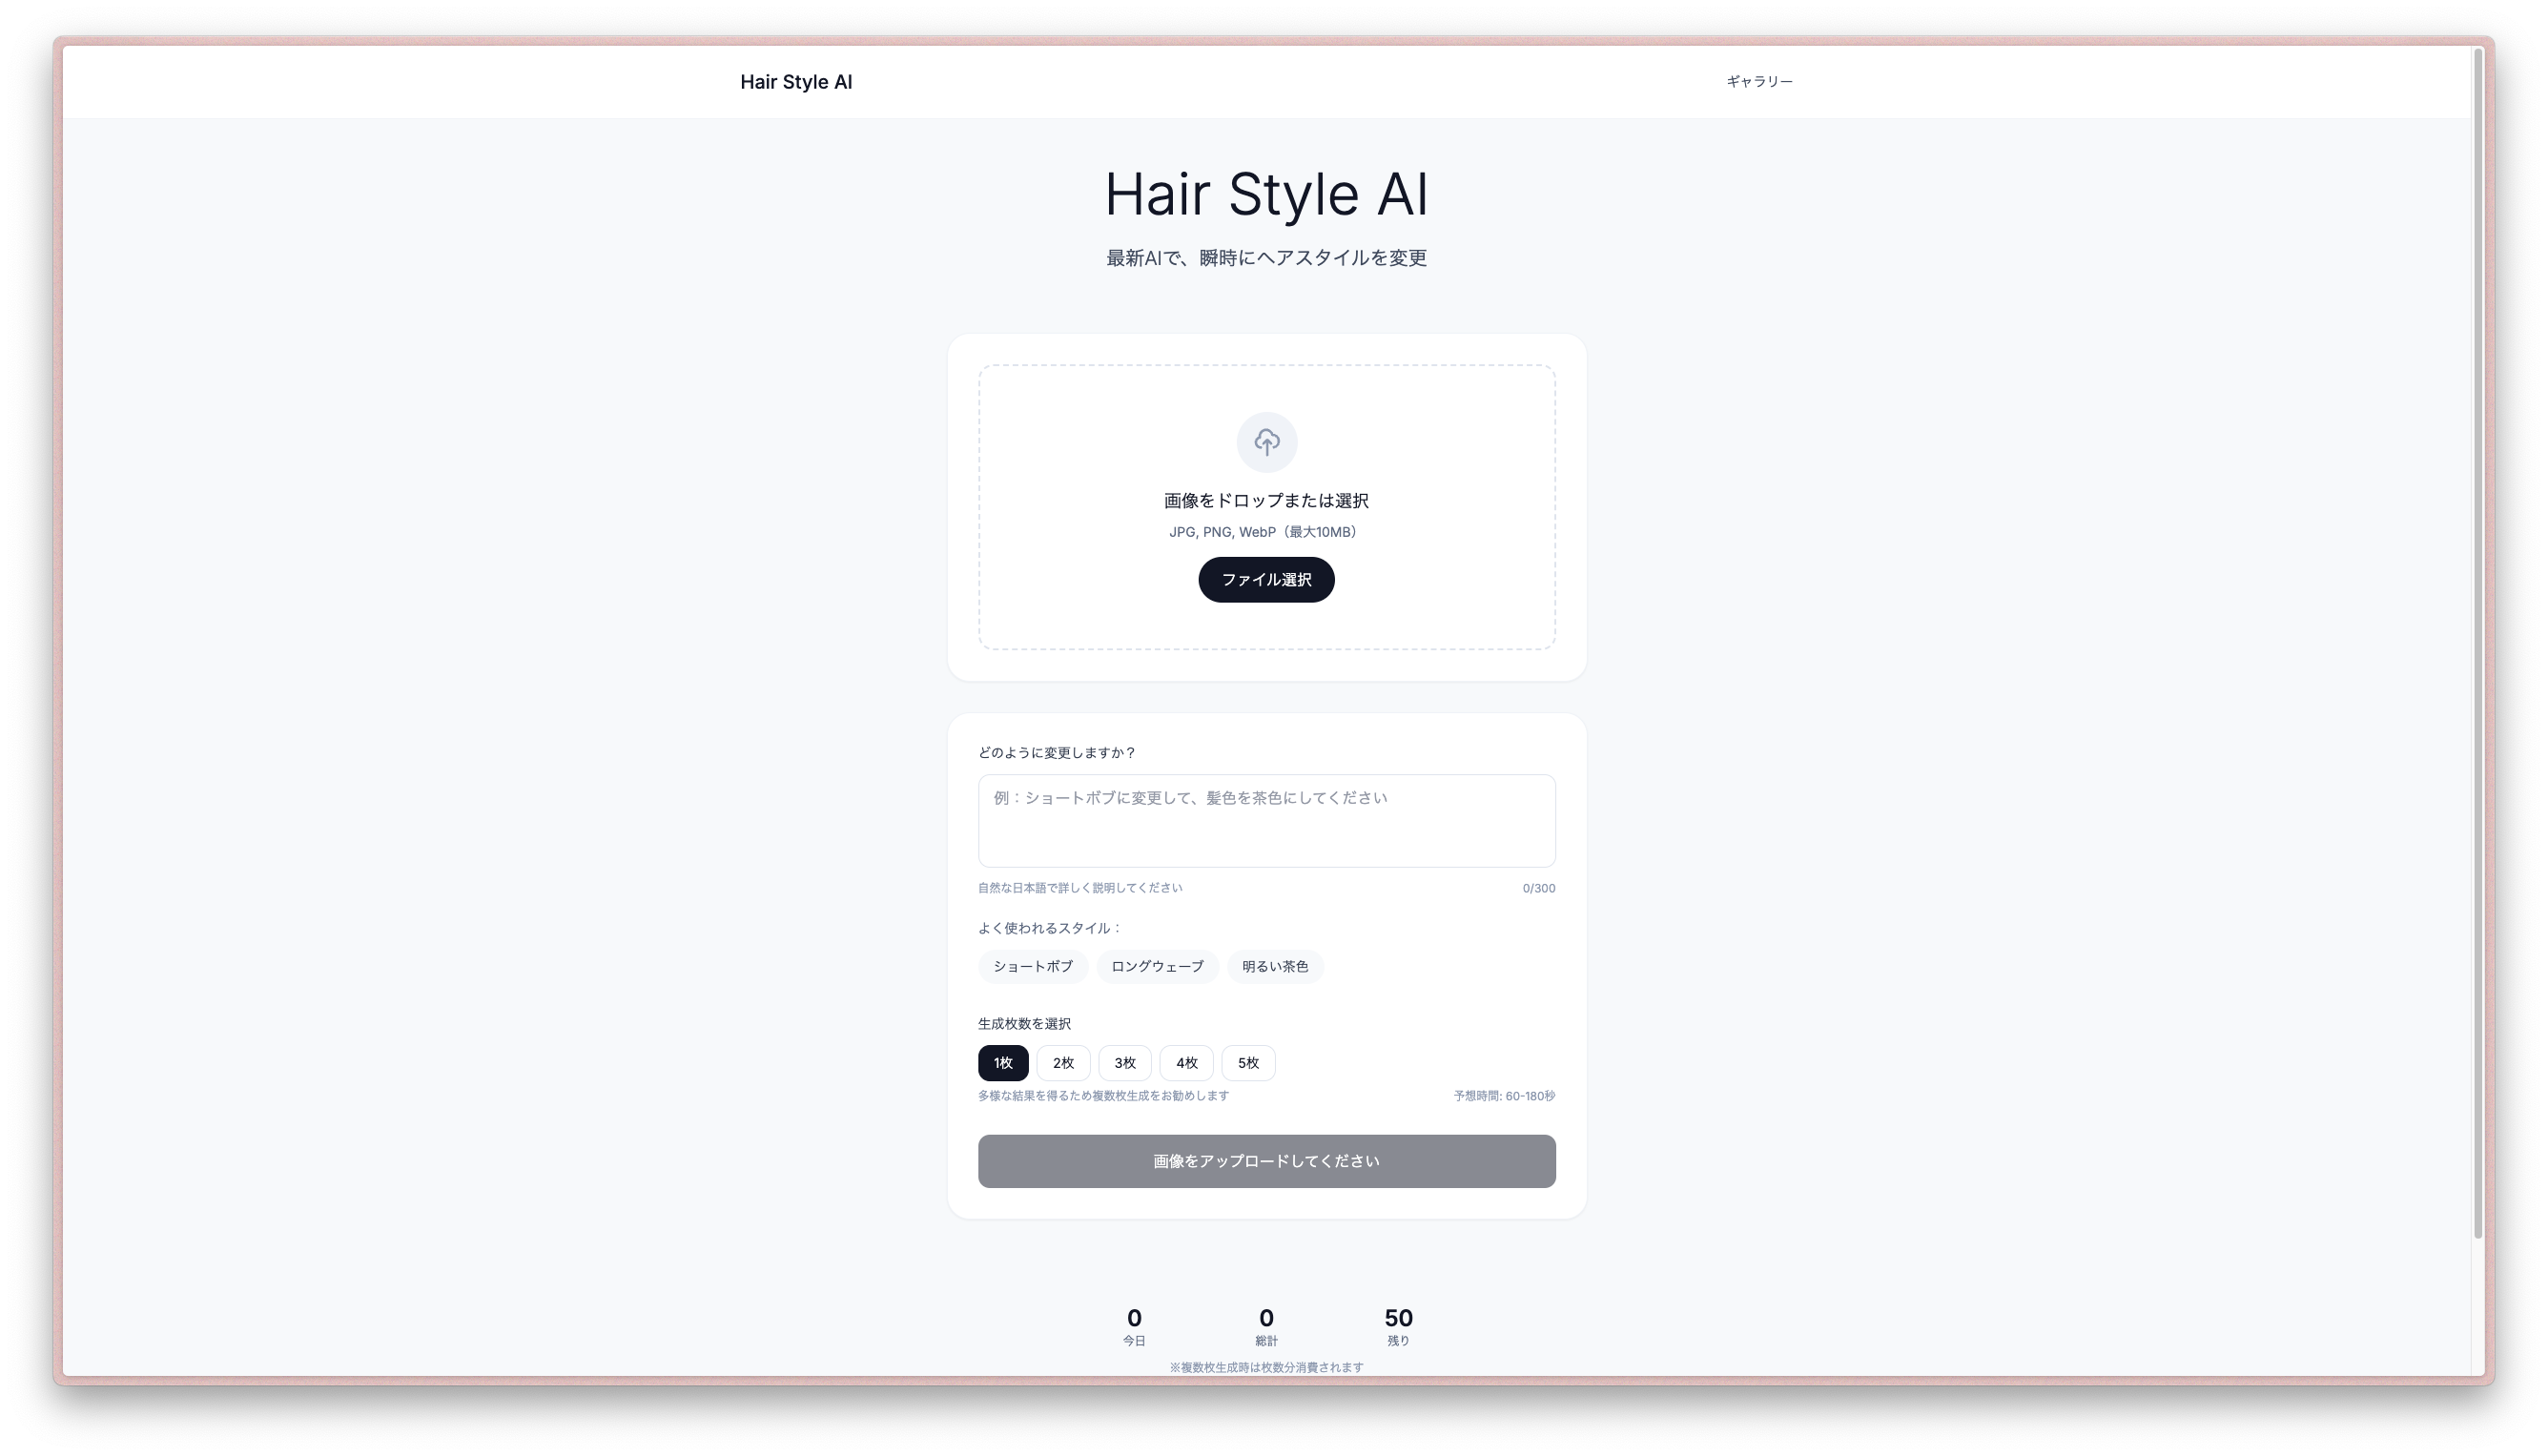 Hair Style AI
ギャラリー
Hair Style AI
最新AIで、瞬時にヘアスタイルを変更
画像をドロップまたは選択
JPG, PNG, WebP（最大10MB）
ファイル選択
どのように変更しますか？
例：ショートボブに変更して、髪色を茶色にしてください
自然な日本語で詳しく説明してください 0/300
よく使われるスタイル：
ショートボブ ロングウェーブ 明るい茶色
生成枚数を選択
1枚 2枚 3枚 4枚 5枚
多様な結果を得るため複数枚生成をお勧めします 予想時間: 60-180秒
画像をアップロードしてください
0 0 50
今日 総計 残り
※複数枚生成時は枚数分消費されます